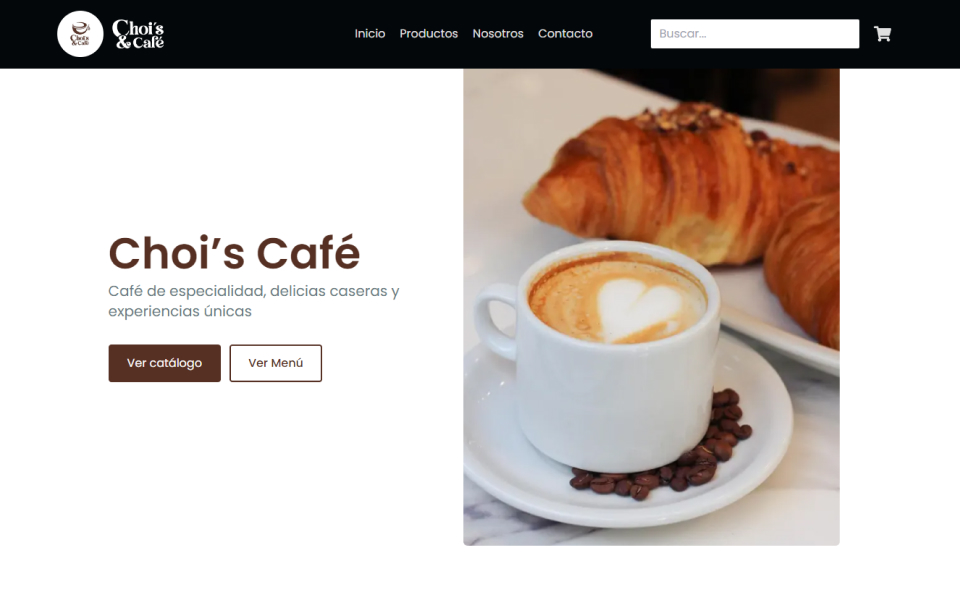 Choi's
& Café
Choi's
& Café
Inicio Productos Nosotros Contacto
Buscar...
Choi’s Café
Café de especialidad, delicias caseras y
experiencias únicas
Ver catálogo
Ver Menú